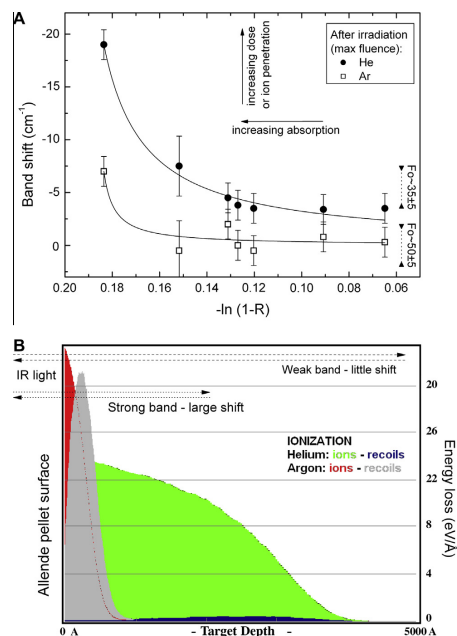 A
-20
-15
-10
-5
0
Band shift (cm-1)
increasing dose
or ion penetration
increasing absorption
After irradiation
(max fluence):
He
Ar
Fo~35±5
Fo~50±5
0.20 0.18 0.16 0.14 0.12 0.10 0.08 0.06
-ln (1-R)
B
IR light
Weak band - little shift
Strong band - large shift
IONIZATION
Helium: ions - recoils
Argon: ions - recoils
Allende pellet surface
20
26
22
8
4
0
Energy loss (eV/Å)
0 A - Target Depth - 5000 A